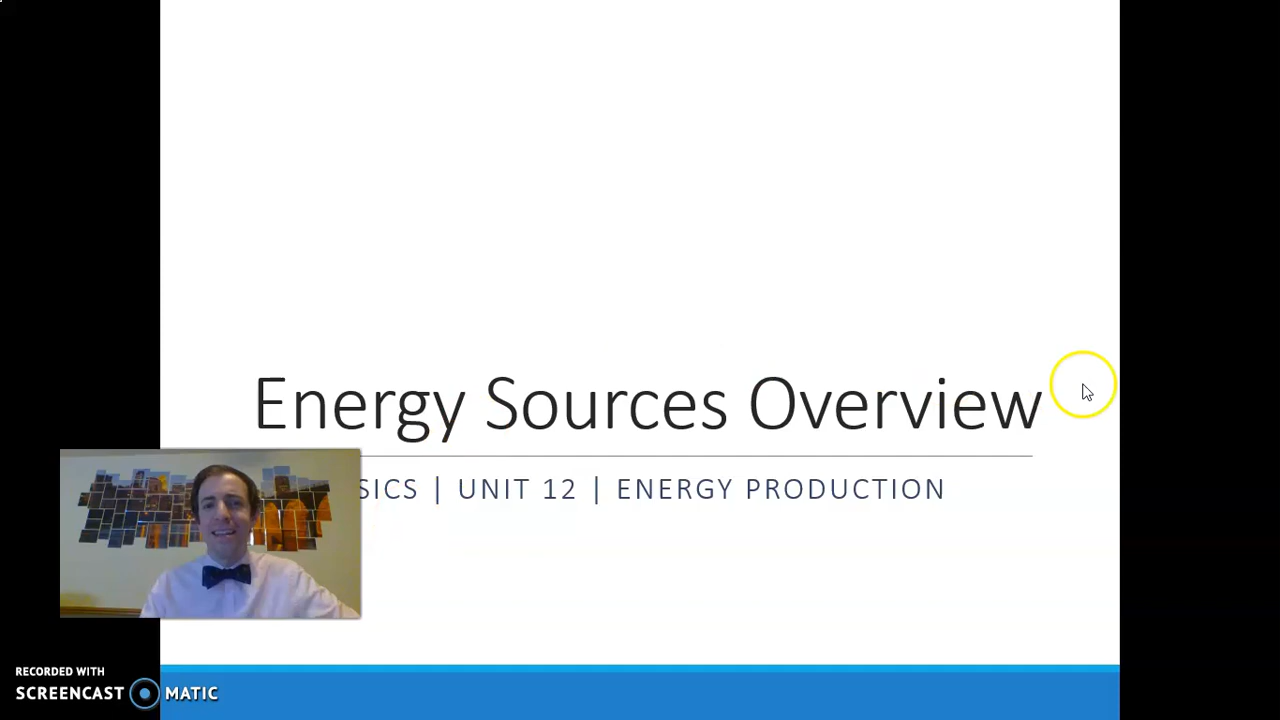 Energy Sources Overview
SICS | UNIT 12 | ENERGY PRODUCTION
RECORDED WITH
SCREENCAST MATIC